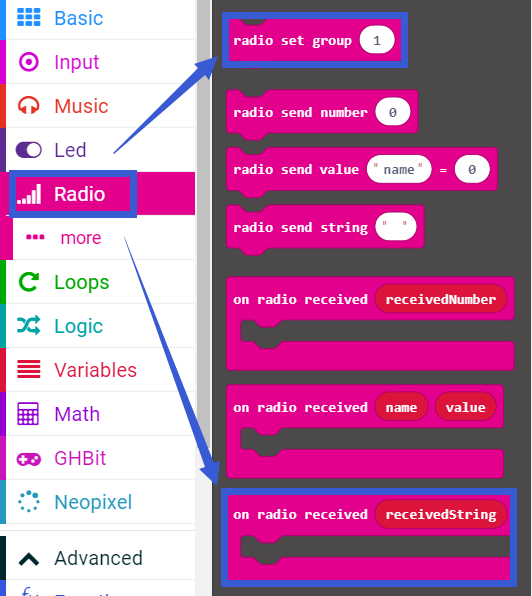 Basic
Input
Music
Led
Radio
more
Loops
Logic
Variables
Math
GHBit
Neopixel
Advanced
radio set group 1
radio send number 0
radio send value "name" = 0
radio send string " "
on radio received receivedNumber
on radio received name value
on radio received receivedString